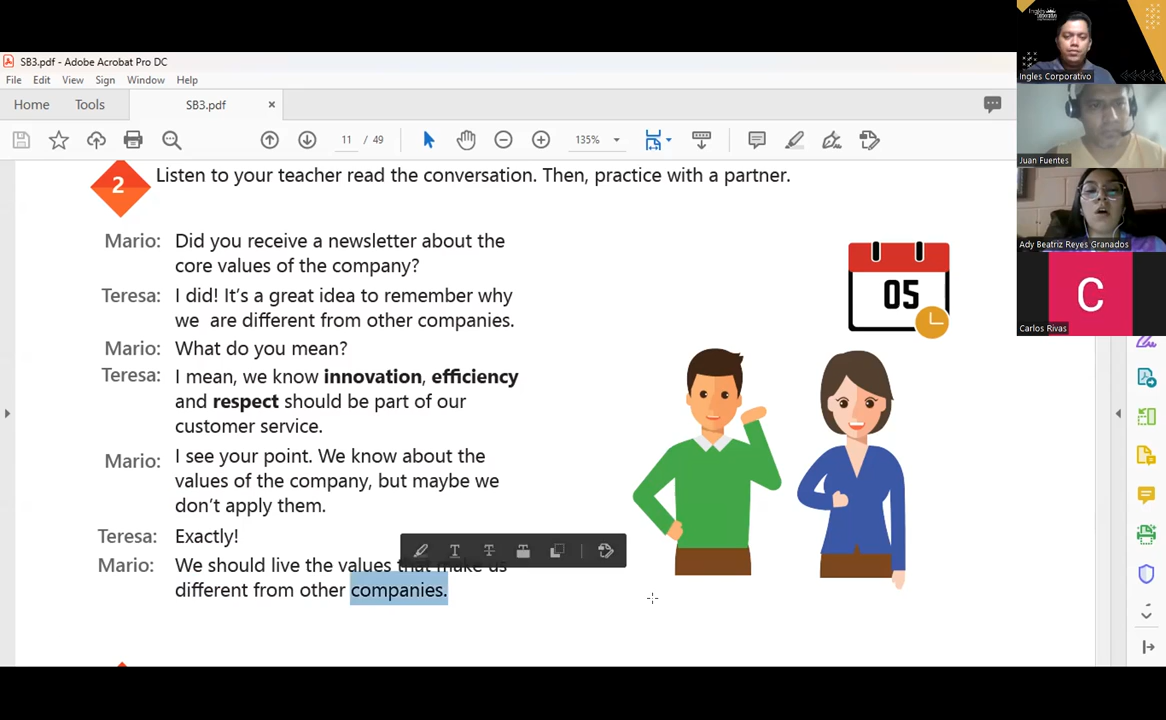 SB3.pdf - Adobe Acrobat Pro DC
File Edit View Sign Window Help
Home Tools SB3.pdf ×
11 / 49 135%
2 Listen to your teacher read the conversation. Then, practice with a partner.
Mario: Did you receive a newsletter about the
core values of the company?
Teresa: I did! It's a great idea to remember why
we are different from other companies.
Mario: What do you mean?
Teresa: I mean, we know innovation, efficiency
and respect should be part of our
customer service.
Mario: I see your point. We know about the
values of the company, but maybe we
don't apply them.
Teresa: Exactly!
Mario: We should live the values that make us
different from other companies.
05
Inglés
Ingles Corporativo
Juan Fuentes
Ady Beatriz Reyes Granados
C
Carlos Rivas